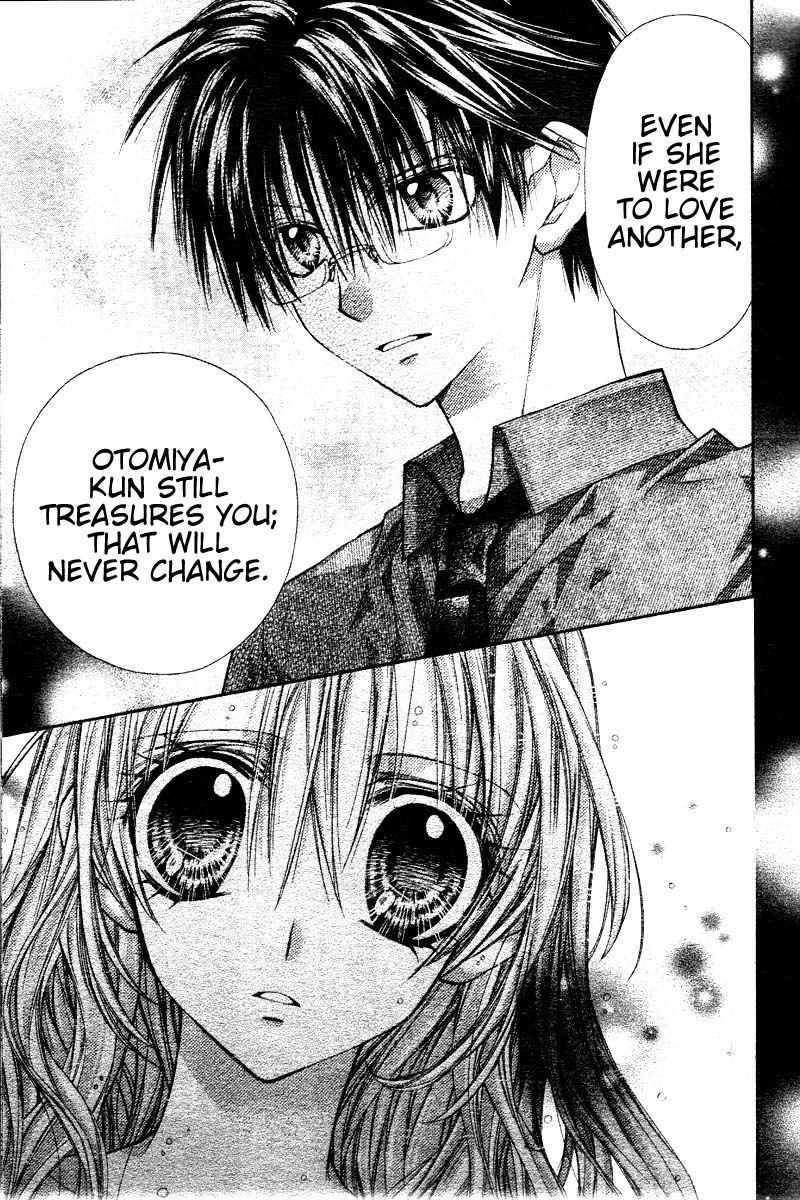 EVEN
IF SHE
WERE
TO LOVE
ANOTHER,
OTOMIYA-
KUN STILL
TREASURES YOU;
THAT WILL
NEVER CHANGE.